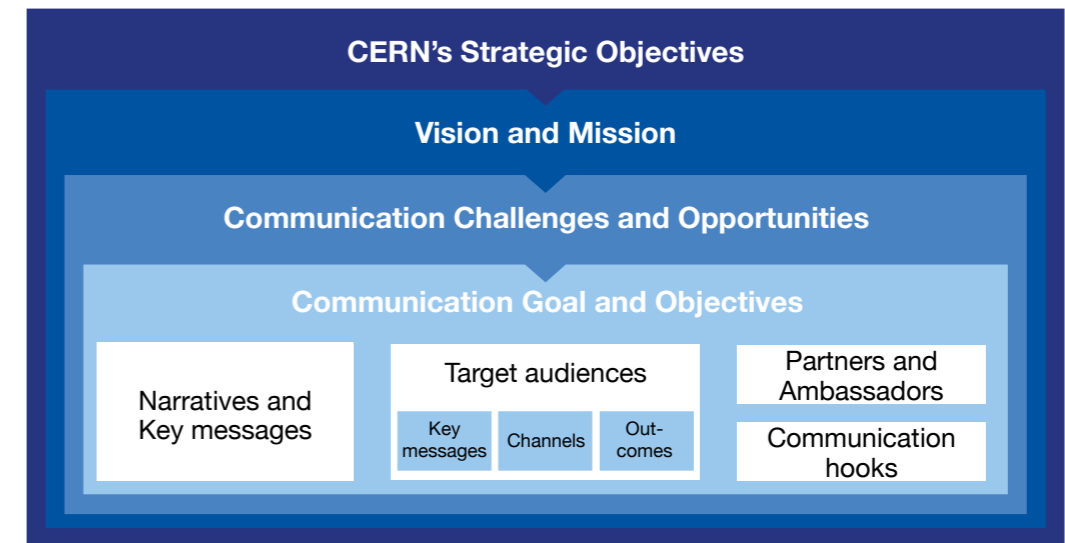 CERN’s Strategic Objectives
Vision and Mission
Communication Challenges and Opportunities
Communication Goal and Objectives
Narratives and
Key messages
Target audiences
Key
messages
Channels
Out-
comes
Partners and
Ambassadors
Communication
hooks